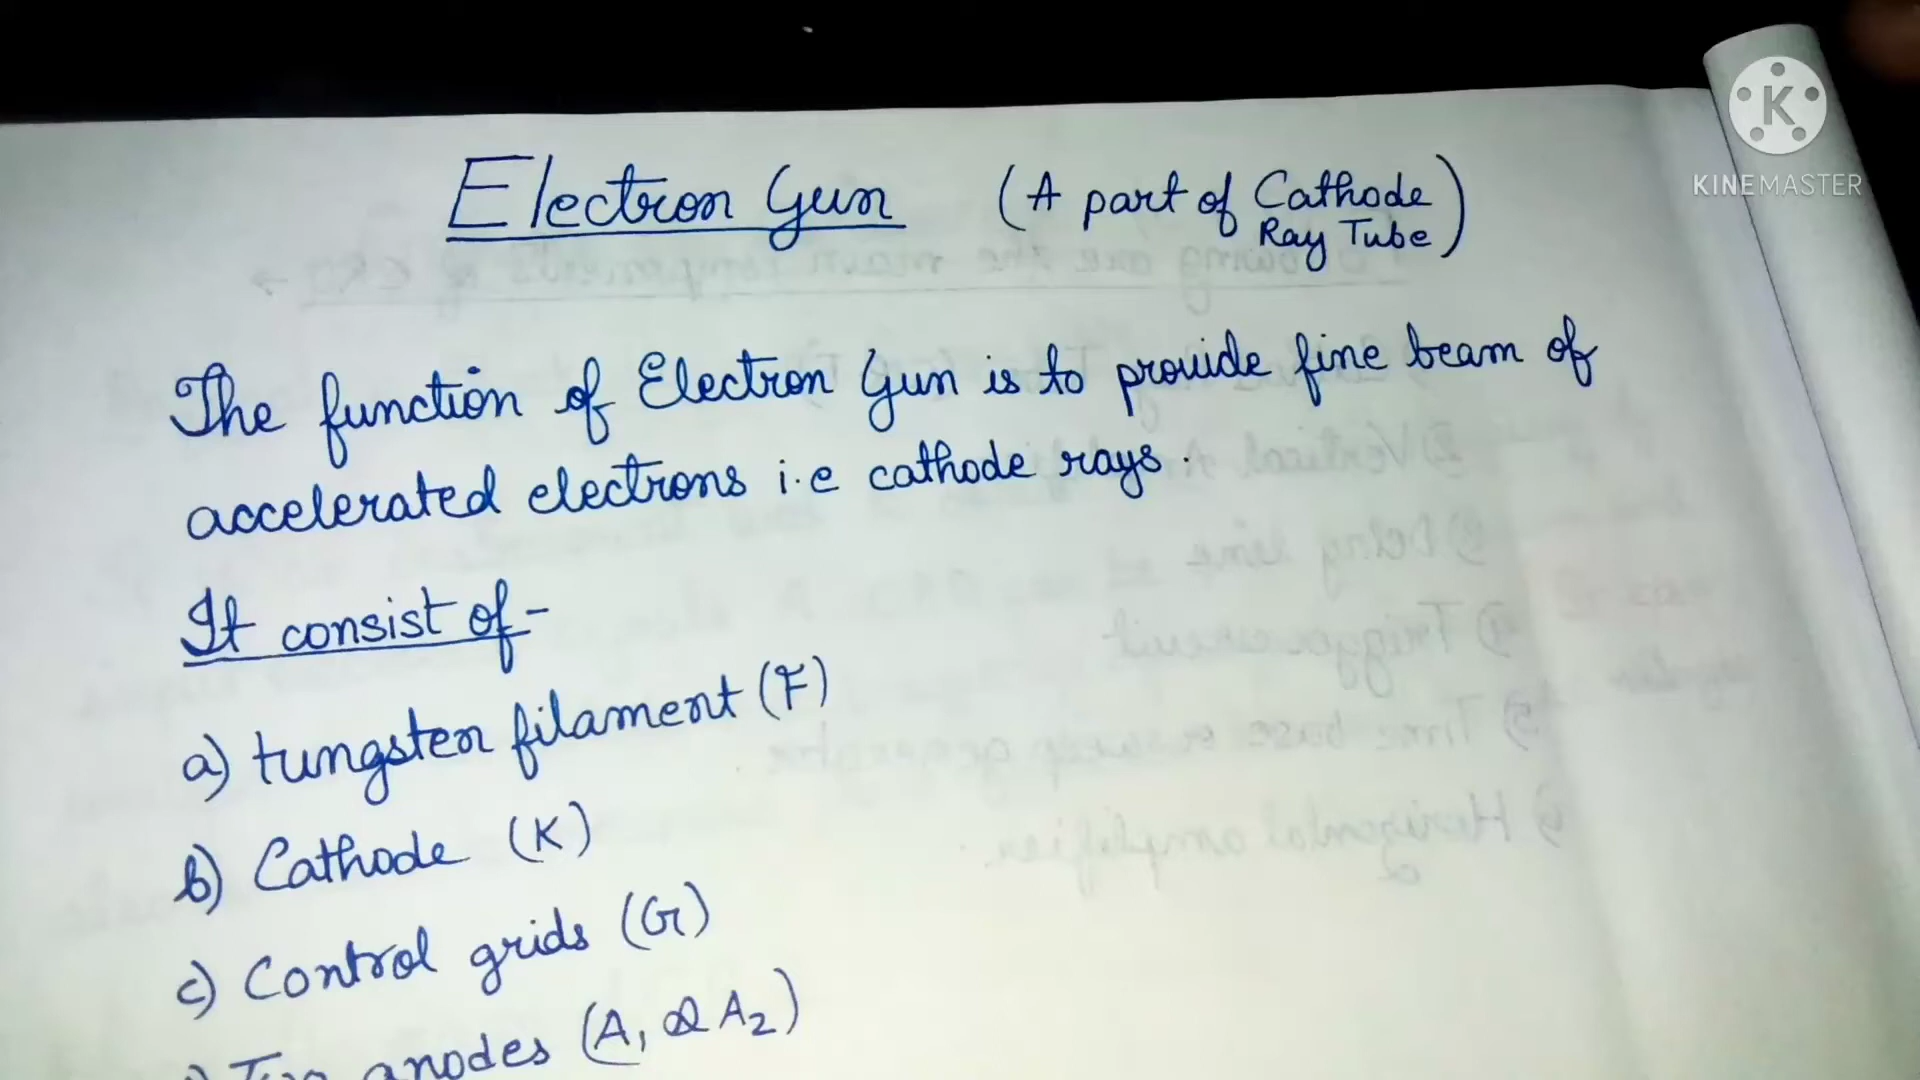 Electron Gun (A part of Cathode Ray Tube)
The function of Electron Gun is to provide fine beam of
accelerated electrons i.e cathode rays.
It consist of -
a) tungsten filament (F)
b) Cathode (K)
c) Control grids (G)
Two anodes (A1 & A2)
KINEMASTER